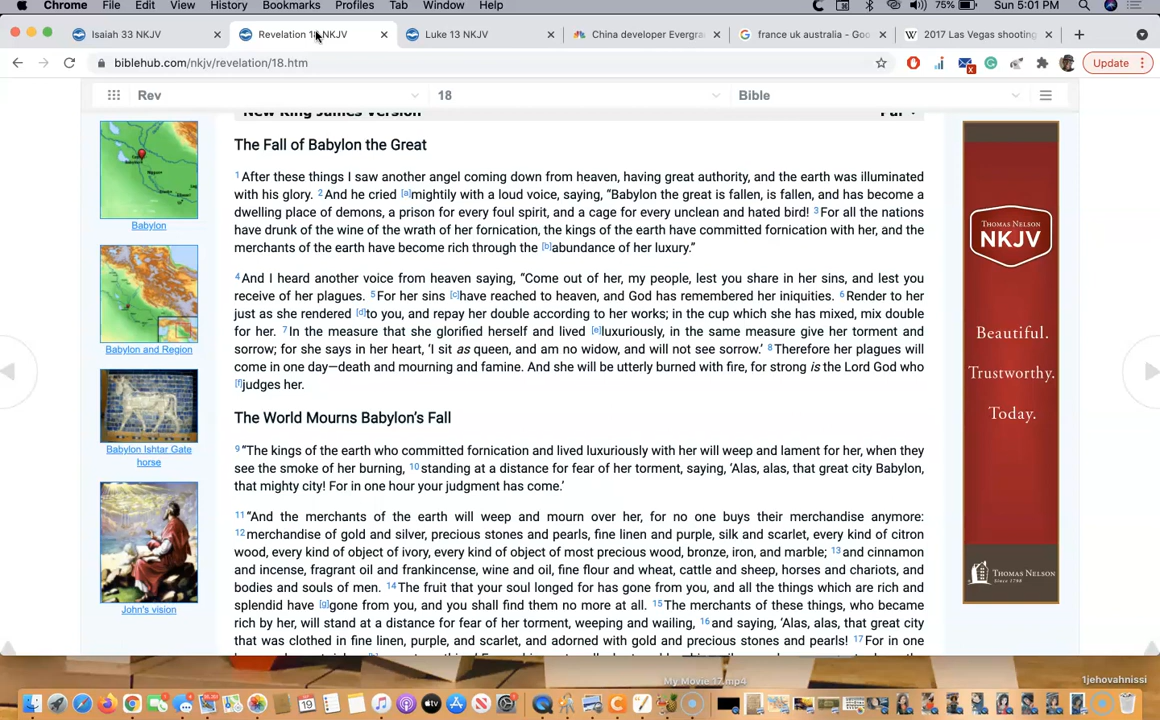 Chrome File Edit View History Bookmarks Profiles Tab Window Help 75% Sun 5:01 PM
Isaiah 33 NKJV
Revelation 18 NKJV
Luke 13 NKJV
China developer Evergra
france uk australia - Goo
2017 Las Vegas shooting
biblehub.com/nkjv/revelation/18.htm
Update
Rev 18 Bible
New King James Version Par
The Fall of Babylon the Great
1 After these things I saw another angel coming down from heaven, having great authority, and the earth was illuminated
with his glory. 2 And he cried [a]mightily with a loud voice, saying, “Babylon the great is fallen, is fallen, and has become a
dwelling place of demons, a prison for every foul spirit, and a cage for every unclean and hated bird! 3 For all the nations
have drunk of the wine of the wrath of her fornication, the kings of the earth have committed fornication with her, and the
merchants of the earth have become rich through the [b]abundance of her luxury.”
4 And I heard another voice from heaven saying, “Come out of her, my people, lest you share in her sins, and lest you
receive of her plagues. 5 For her sins [c]have reached to heaven, and God has remembered her iniquities. 6 Render to her
just as she rendered [d]to you, and repay her double according to her works; in the cup which she has mixed, mix double
for her. 7 In the measure that she glorified herself and lived [e]luxuriously, in the same measure give her torment and
sorrow; for she says in her heart, ‘I sit as queen, and am no widow, and will not see sorrow.’ 8 Therefore her plagues will
come in one day—death and mourning and famine. And she will be utterly burned with fire, for strong is the Lord God who
[f]judges her.
The World Mourns Babylon’s Fall
9 “The kings of the earth who committed fornication and lived luxuriously with her will weep and lament for her, when they
see the smoke of her burning, 10 standing at a distance for fear of her torment, saying, ‘Alas, alas, that great city Babylon,
that mighty city! For in one hour your judgment has come.’
11 “And the merchants of the earth will weep and mourn over her, for no one buys their merchandise anymore:
12 merchandise of gold and silver, precious stones and pearls, fine linen and purple, silk and scarlet, every kind of citron
wood, every kind of object of ivory, every kind of object of most precious wood, bronze, iron, and marble; 13 and cinnamon
and incense, fragrant oil and frankincense, wine and oil, fine flour and wheat, cattle and sheep, horses and chariots, and
bodies and souls of men. 14 The fruit that your soul longed for has gone from you, and all the things which are rich and
splendid have [g]gone from you, and you shall find them no more at all. 15 The merchants of these things, who became
rich by her, will stand at a distance for fear of her torment, weeping and wailing, 16 and saying, ‘Alas, alas, that great city
that was clothed in fine linen, purple, and scarlet, and adorned with gold and precious stones and pearls! 17 For in one
Babylon
Babylon and Region
Babylon Ishtar Gate
horse
John's vision
THOMAS NELSON
NKJV
Beautiful.
Trustworthy.
Today.
THOMAS NELSON
Since 1798
My Movie 17.mp4
1jehovahnissi
19